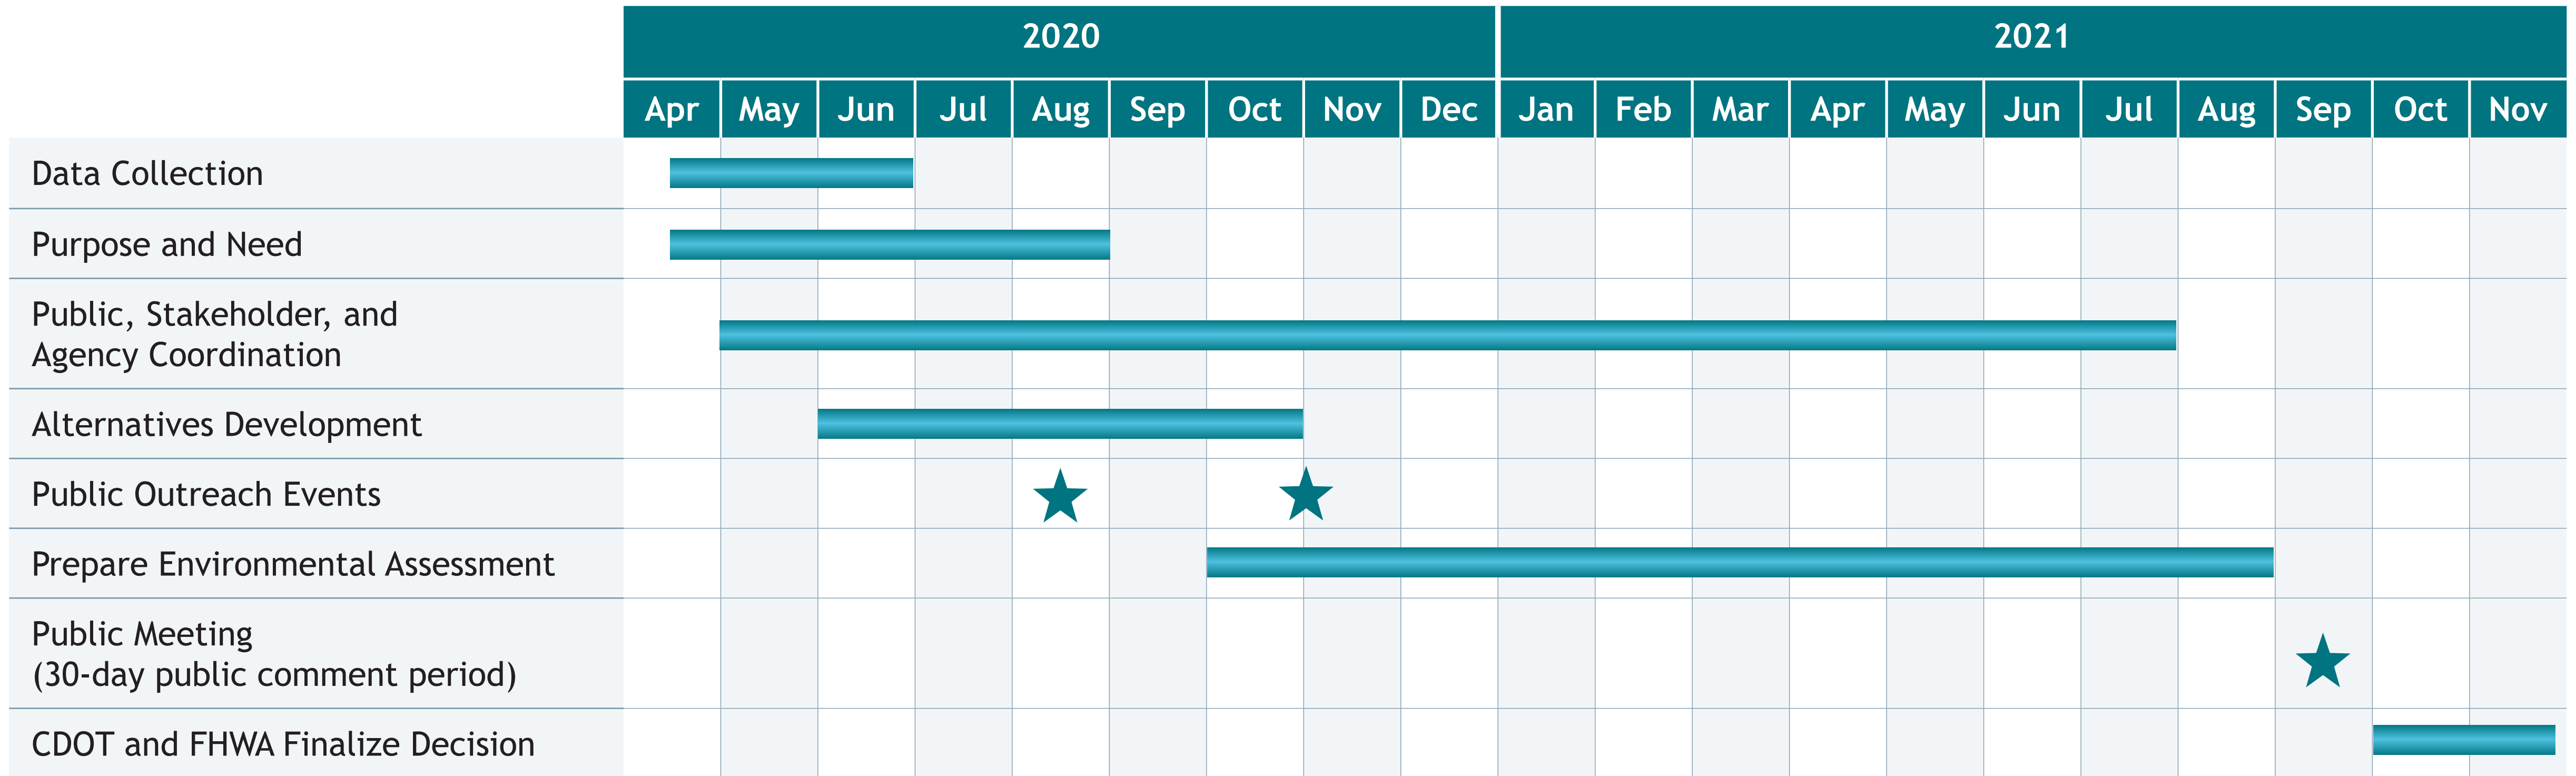 2020 2021
Apr May Jun Jul Aug Sep Oct Nov Dec Jan Feb Mar Apr May Jun Jul Aug Sep Oct Nov
Data Collection
Purpose and Need
Public, Stakeholder, and
Agency Coordination
Alternatives Development
Public Outreach Events
Prepare Environmental Assessment
Public Meeting
(30-day public comment period)
CDOT and FHWA Finalize Decision